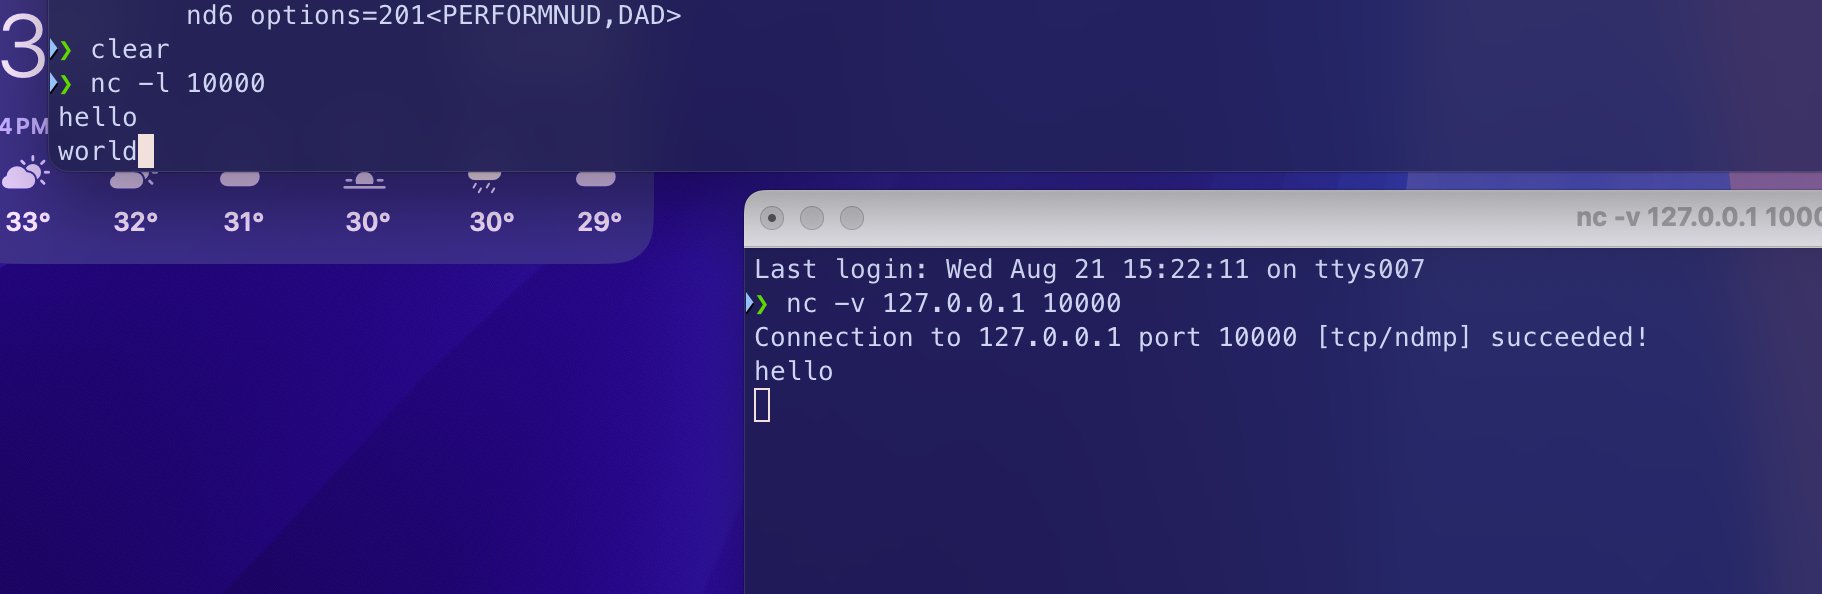 nd6 options=201<PERFORMNUD,DAD>
❯ clear
❯ nc -l 10000
hello
world
3
4 PM
33° 32° 31° 30° 30° 29°
nc -v 127.0.0.1 1000
Last login: Wed Aug 21 15:22:11 on ttys007
❯ nc -v 127.0.0.1 10000
Connection to 127.0.0.1 port 10000 [tcp/ndmp] succeeded!
hello